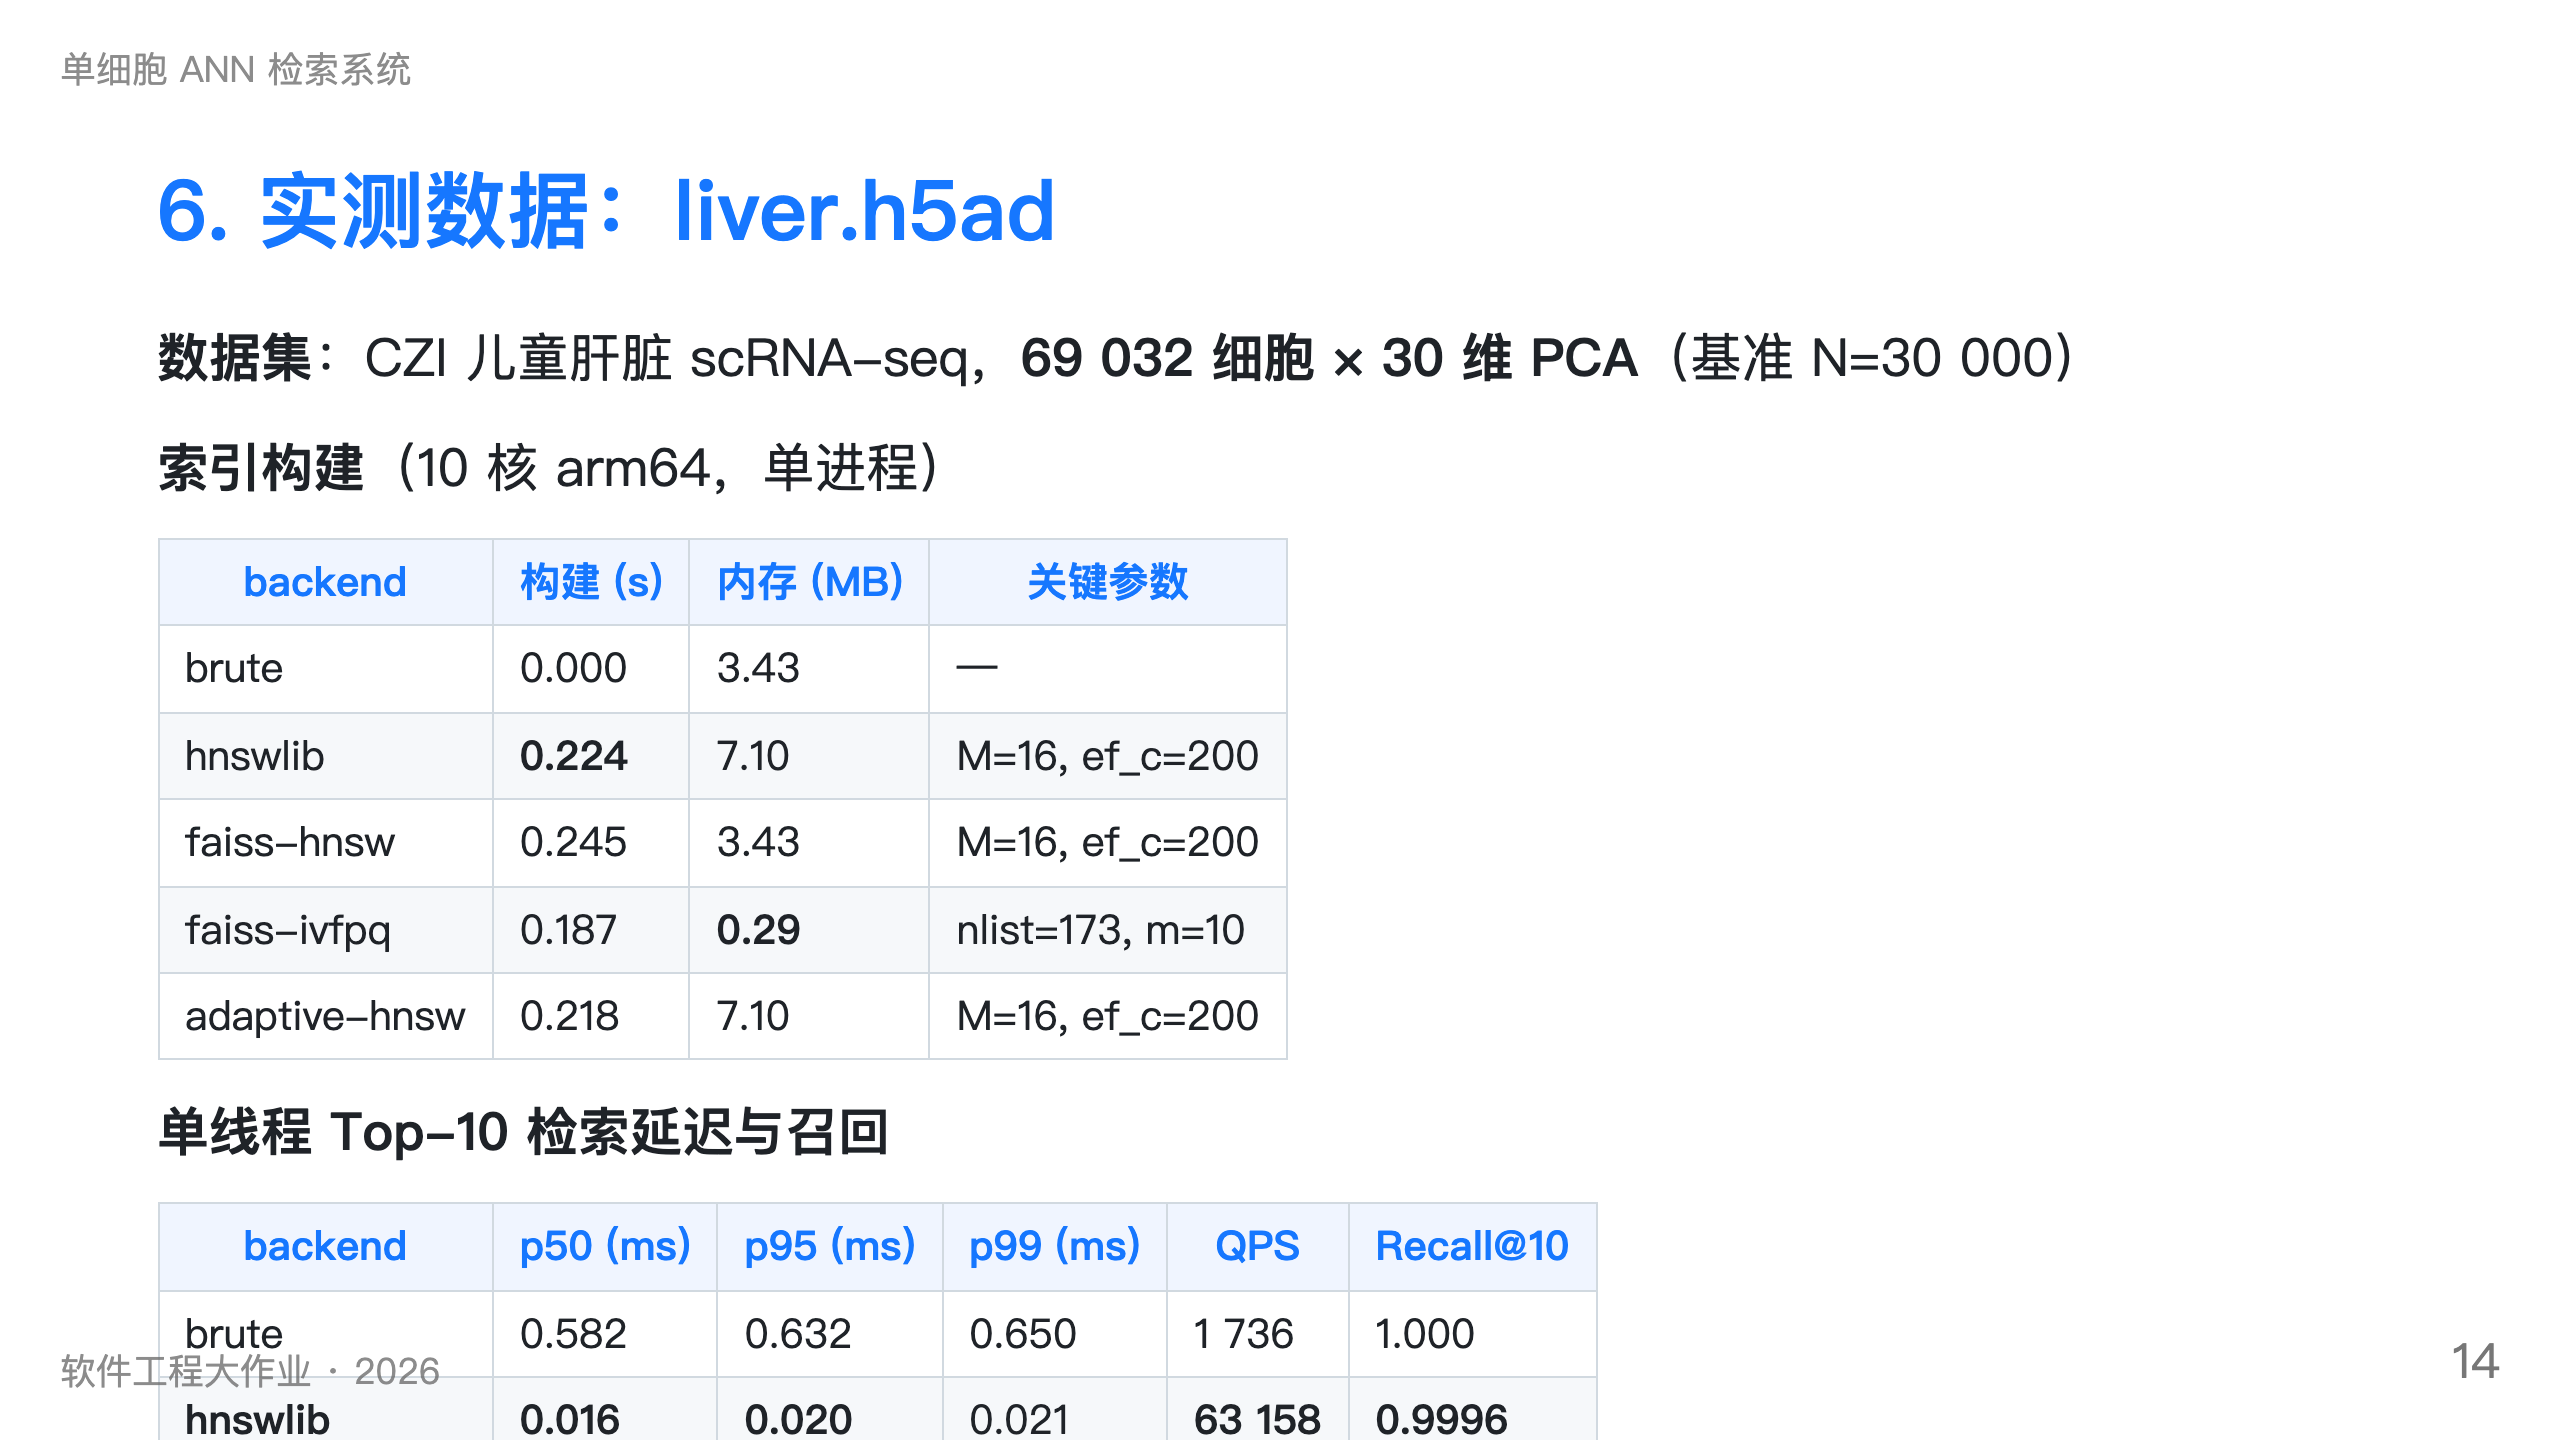 单细胞 ANN 检索系统
6. 实测数据：liver.h5ad
数据集：CZI 儿童肝脏 scRNA-seq，69 032 细胞 × 30 维 PCA（基准 N=30 000）
索引构建（10 核 arm64，单进程）
backend 构建 (s) 内存 (MB) 关键参数
brute 0.000 3.43 —
hnswlib 0.224 7.10 M=16, ef_c=200
faiss-hnsw 0.245 3.43 M=16, ef_c=200
faiss-ivfpq 0.187 0.29 nlist=173, m=10
adaptive-hnsw 0.218 7.10 M=16, ef_c=200
单线程 Top-10 检索延迟与召回
backend p50 (ms) p95 (ms) p99 (ms) QPS Recall@10
brute 0.582 0.632 0.650 1 736 1.000
软件工程大作业 · 2026
14
hnswlib 0.016 0.020 0.021 63 158 0.9996